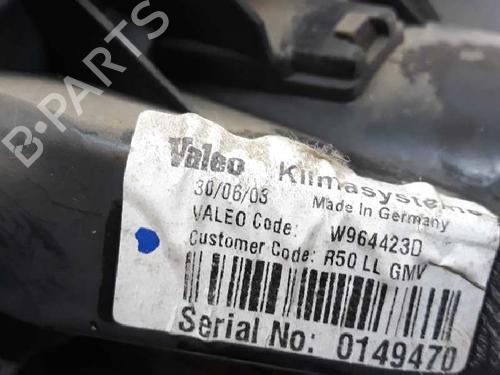 Valeo Klimasysteme
30/06/03 Made In Germany
VALEO Code: W964423D
Customer Code: R50 LL GMV
Serial No: 0149470
B-PARTS